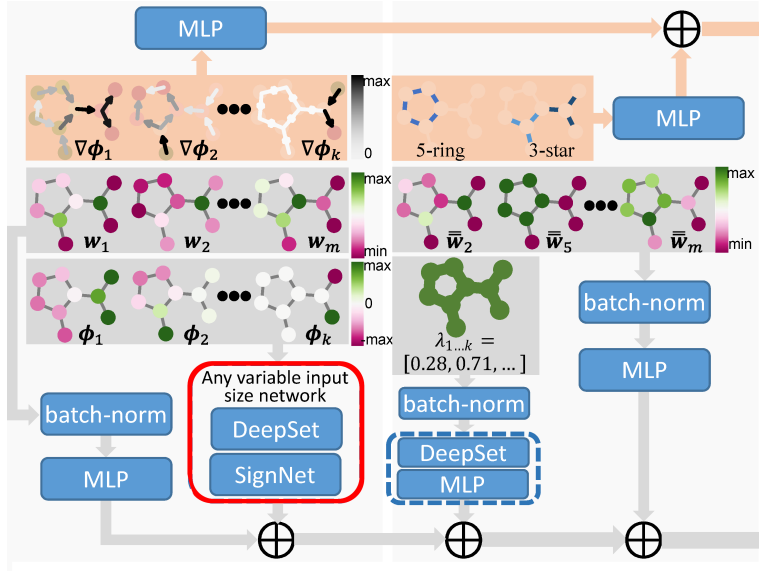 MLP
max
0
∇ϕ₁
∇ϕ₂
∇ϕₖ
5-ring
3-star
MLP
max
min
w₁
w₂
wₘ
max
min
w̿₂
w̿₅
w̿ₘ
max
0
-max
ϕ₁
ϕ₂
ϕₖ
λ₁…ₖ =
[0.28, 0.71, … ]
batch-norm
MLP
Any variable input
size network
DeepSet
SignNet
batch-norm
MLP
batch-norm
DeepSet
MLP